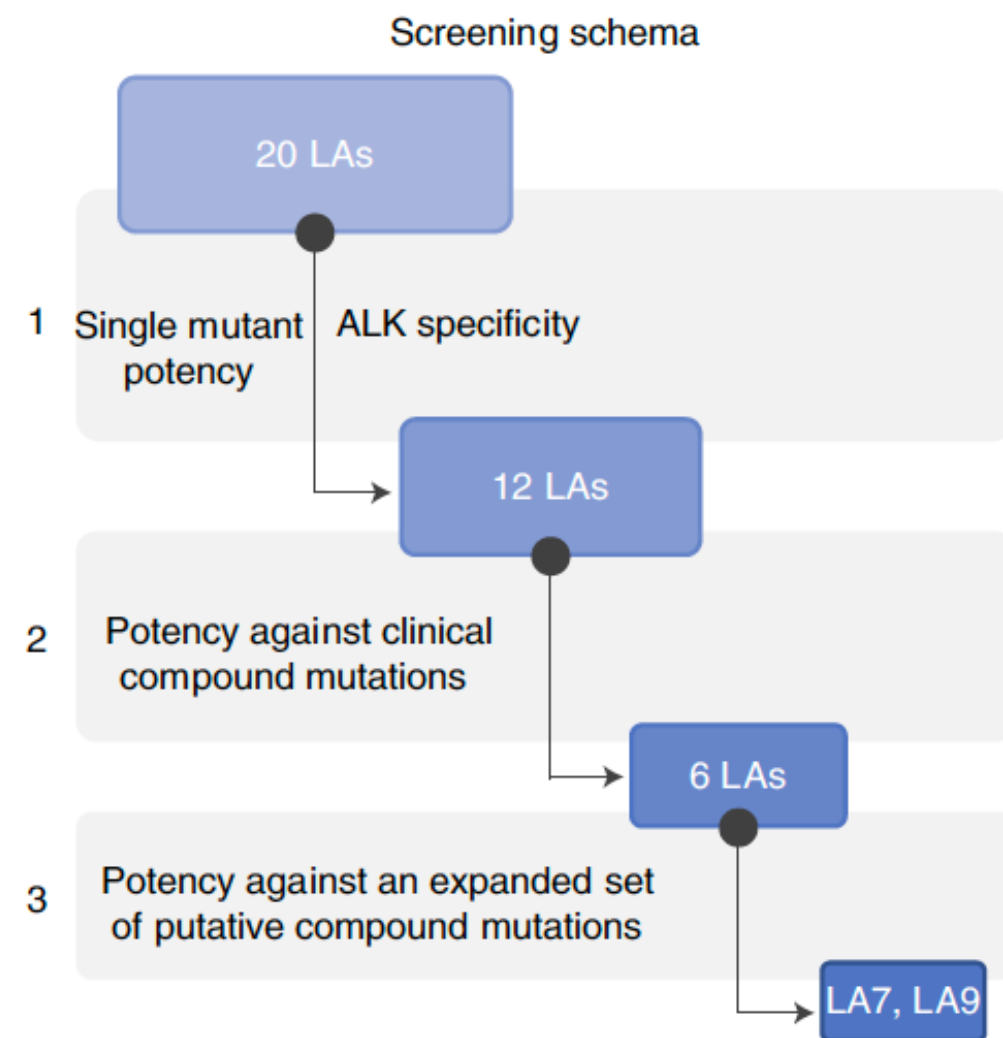 Screening schema
20 LAs
1
Single mutant
potency
ALK specificity
12 LAs
2
Potency against clinical
compound mutations
6 LAs
3
Potency against an expanded set
of putative compound mutations
LA7, LA9